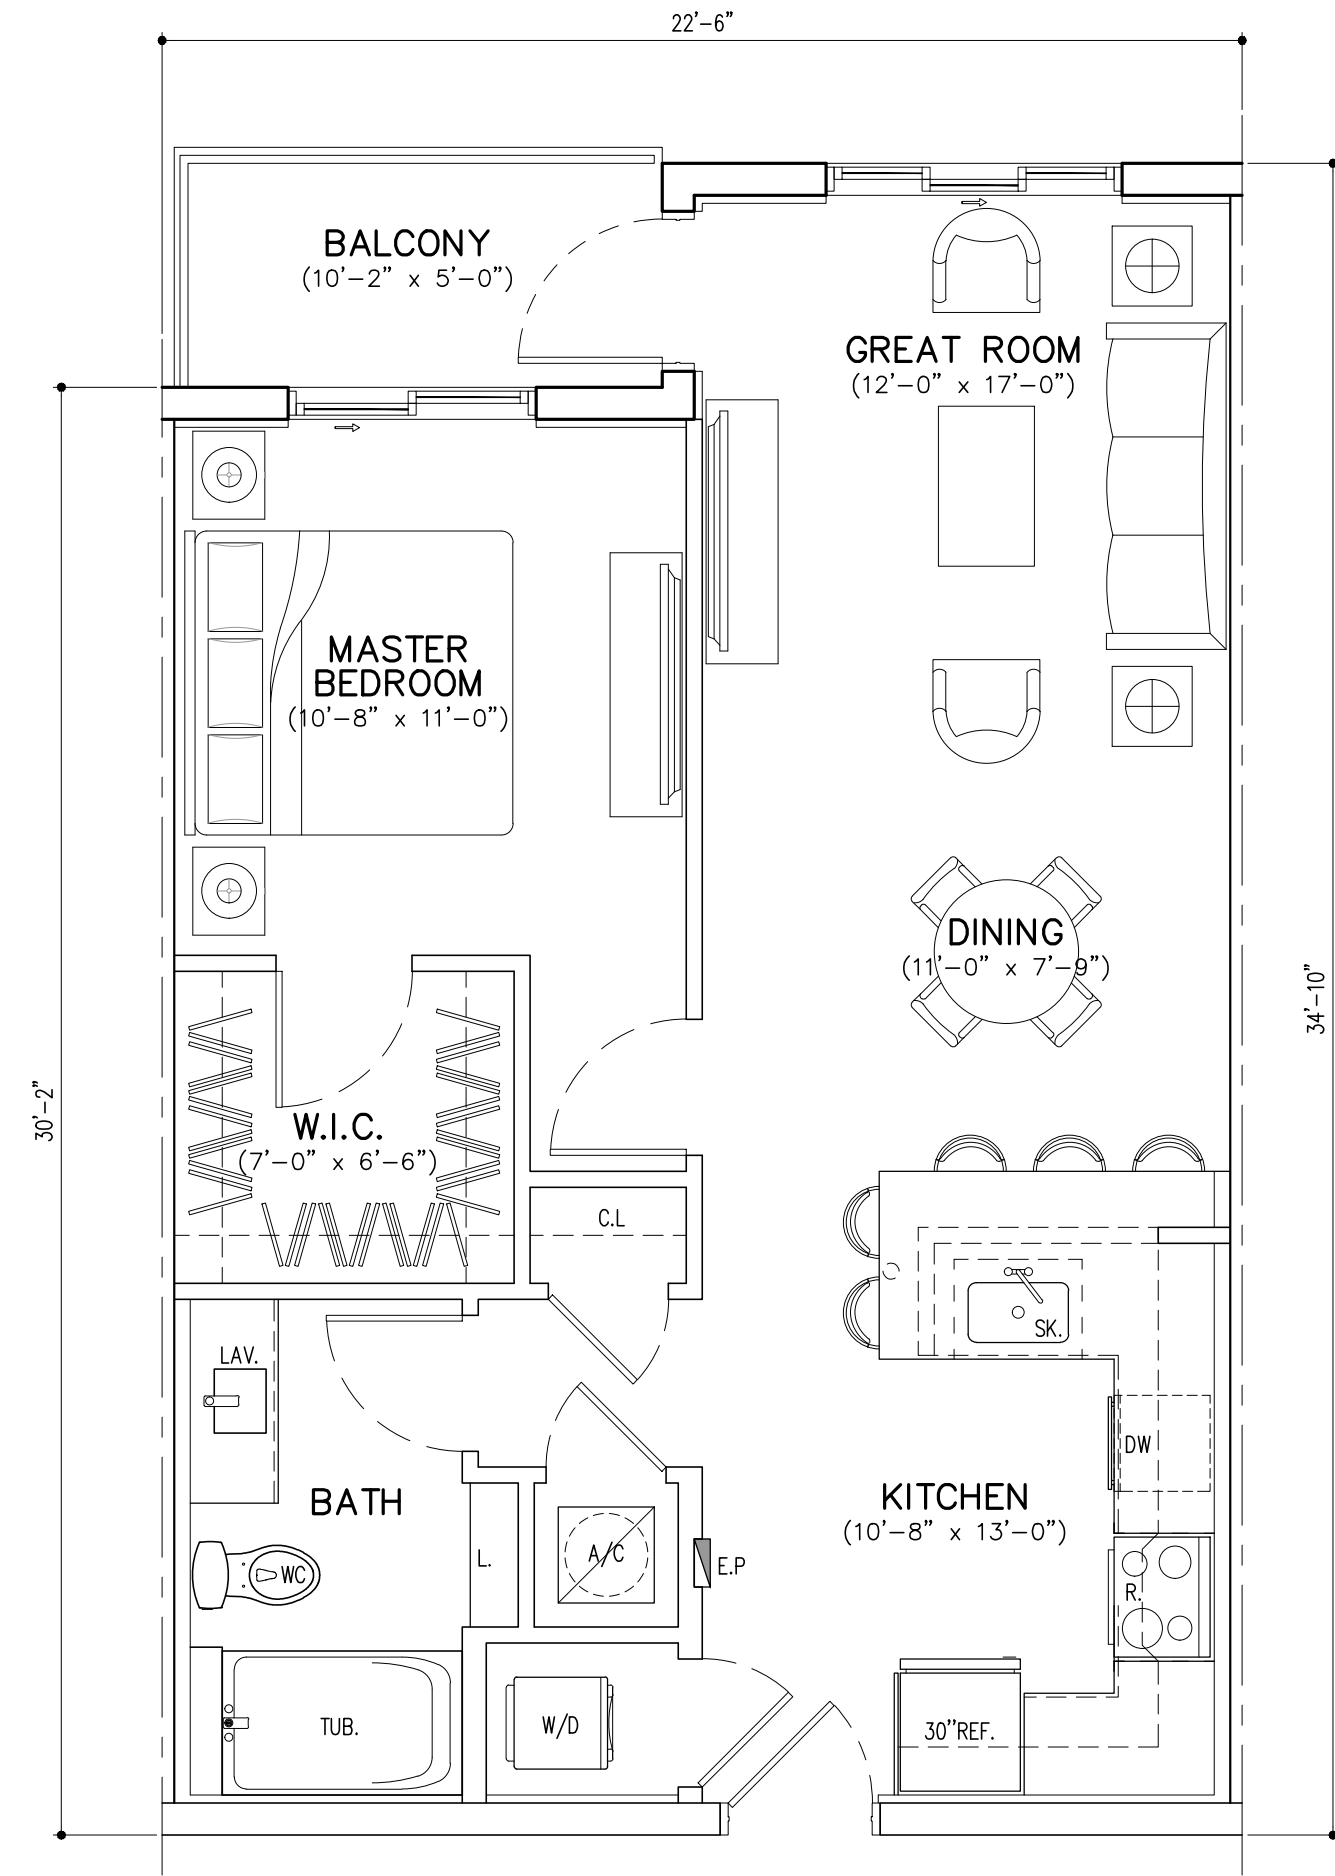 22'-6"
BALCONY
(10'-2" x 5'-0")
GREAT ROOM
(12'-0" x 17'-0")
MASTER
BEDROOM
(10'-8" x 11'-0")
DINING
(11'-0" x 7'-9")
34'-10"
30'-2"
W.I.C.
(7'-0" x 6'-6")
C.L
SK.
LAV.
DW
BATH
KITCHEN
(10'-8" x 13'-0")
L.
A/C
E.P
WC
R.
TUB.
W/D
30"REF.